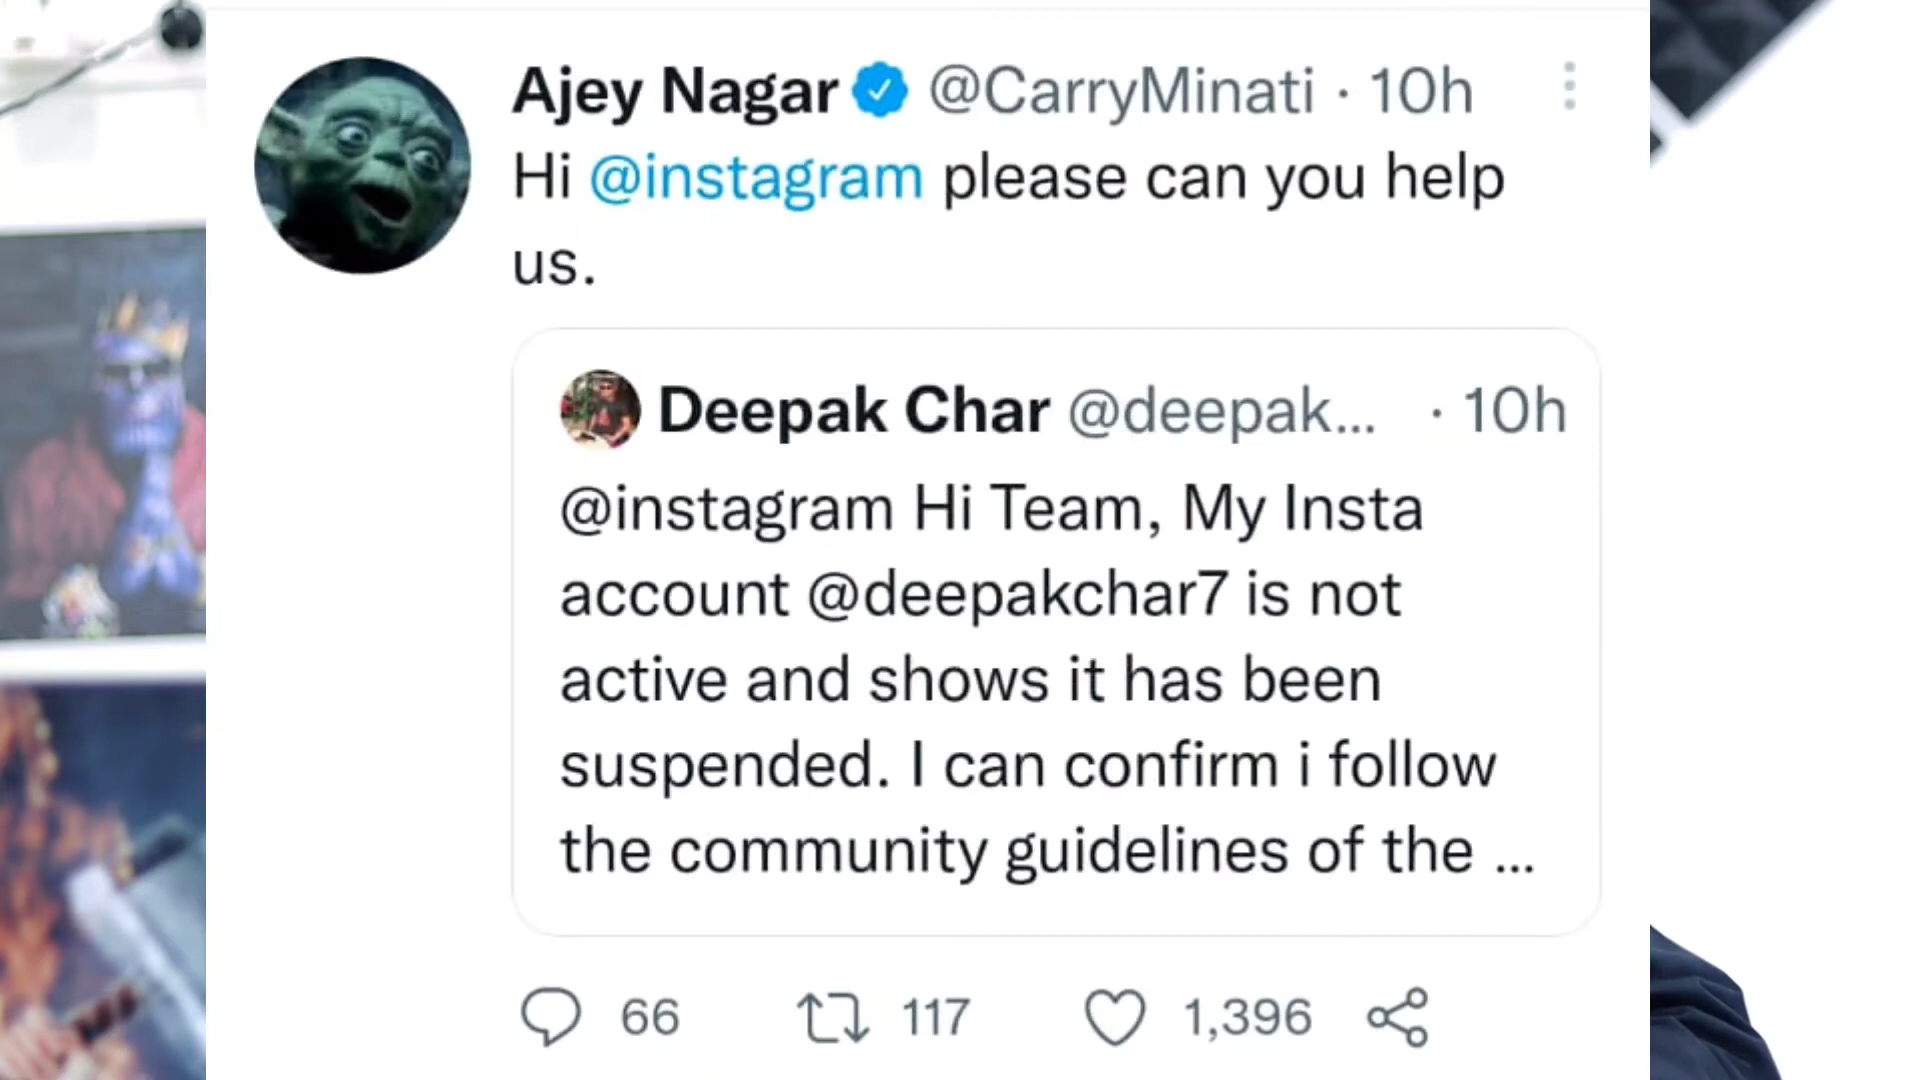 Ajey Nagar @CarryMinati · 10h
Hi @instagram please can you help
us.
Deepak Char @deepak... · 10h
@instagram Hi Team, My Insta
account @deepakchar7 is not
active and shows it has been
suspended. I can confirm i follow
the community guidelines of the ...
66 117 1,396